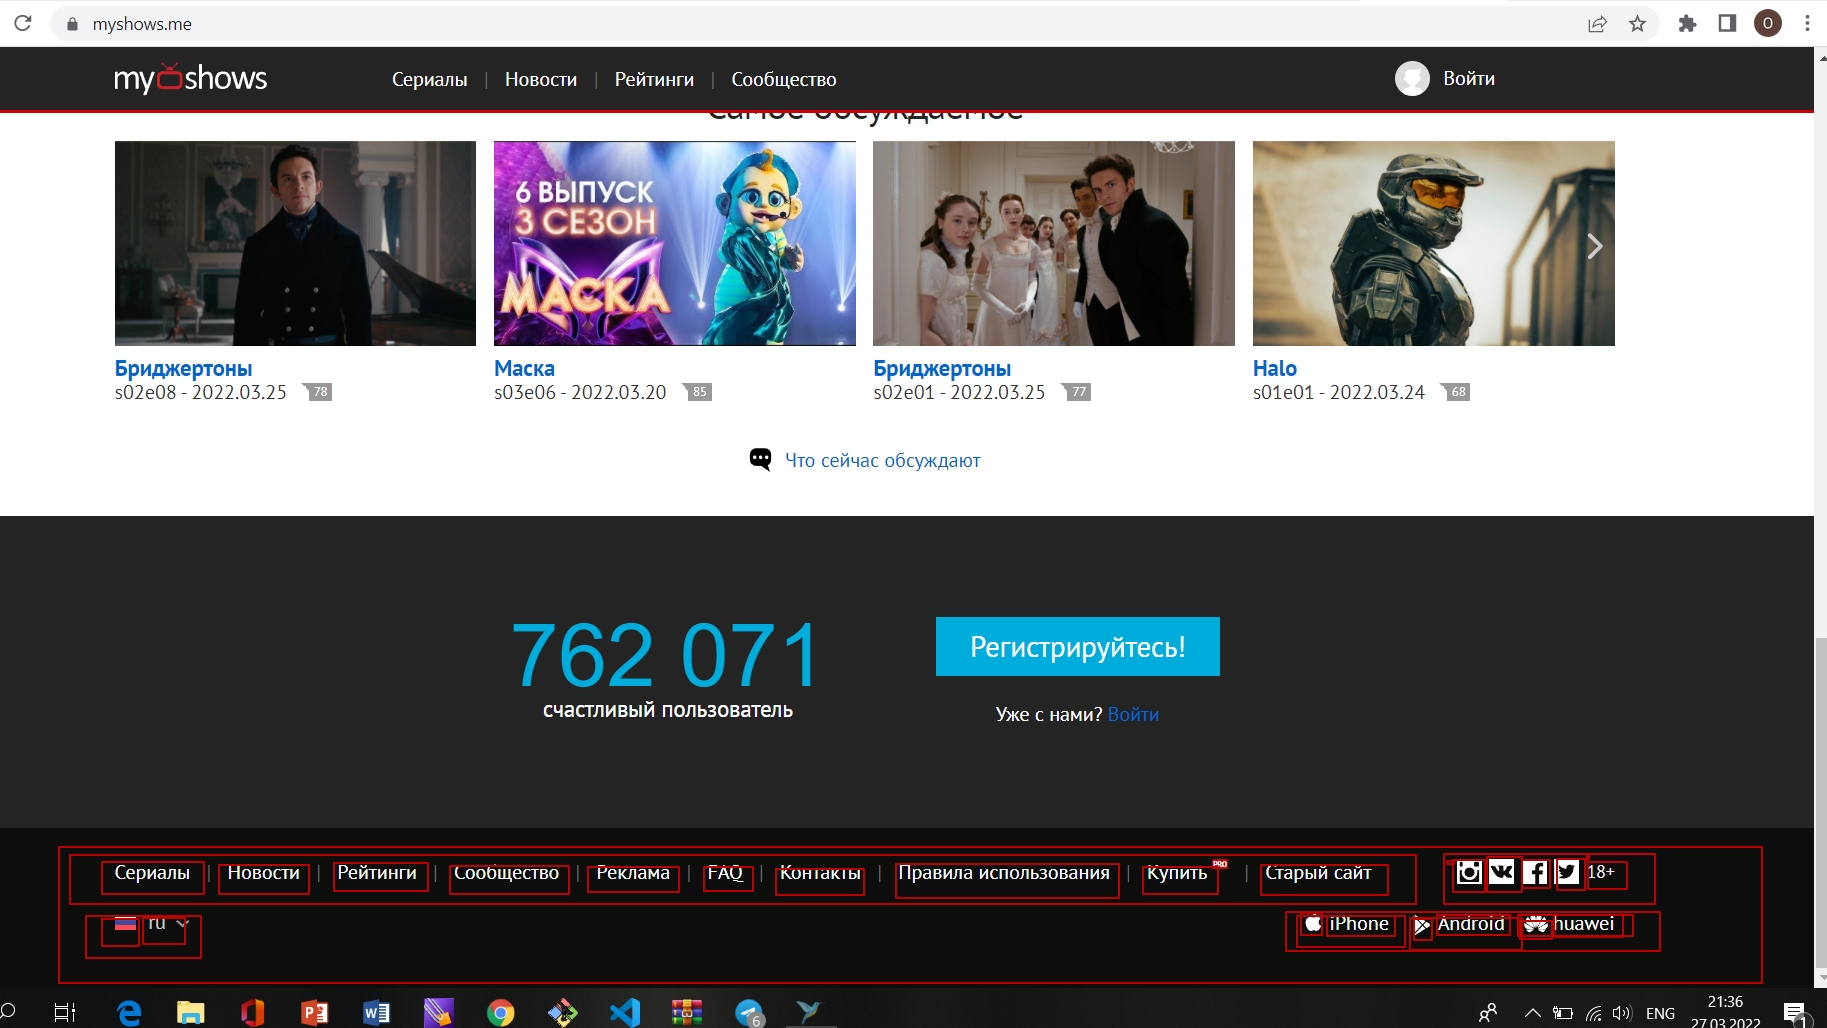 myshows.me
O
my shows
Сериалы | Новости | Рейтинги | Сообщество
Войти
Самое обсуждаемое
6 ВЫПУСК
3 СЕЗОН
МАСКА
Бриджертоны
s02e08 - 2022.03.25 78
Маска
s03e06 - 2022.03.20 85
Бриджертоны
s02e01 - 2022.03.25 77
Halo
s01e01 - 2022.03.24 68
Что сейчас обсуждают
762 071
счастливый пользователь
Регистрируйтесь!
Уже с нами? Войти
Сериалы | Новости | Рейтинги | Сообщество | Реклама | FAQ | Контакты | Правила использования | Купить PRO | Старый сайт
18+
ru
iPhone
Android
huawei
6
ENG
21:36
27.03.2022
1